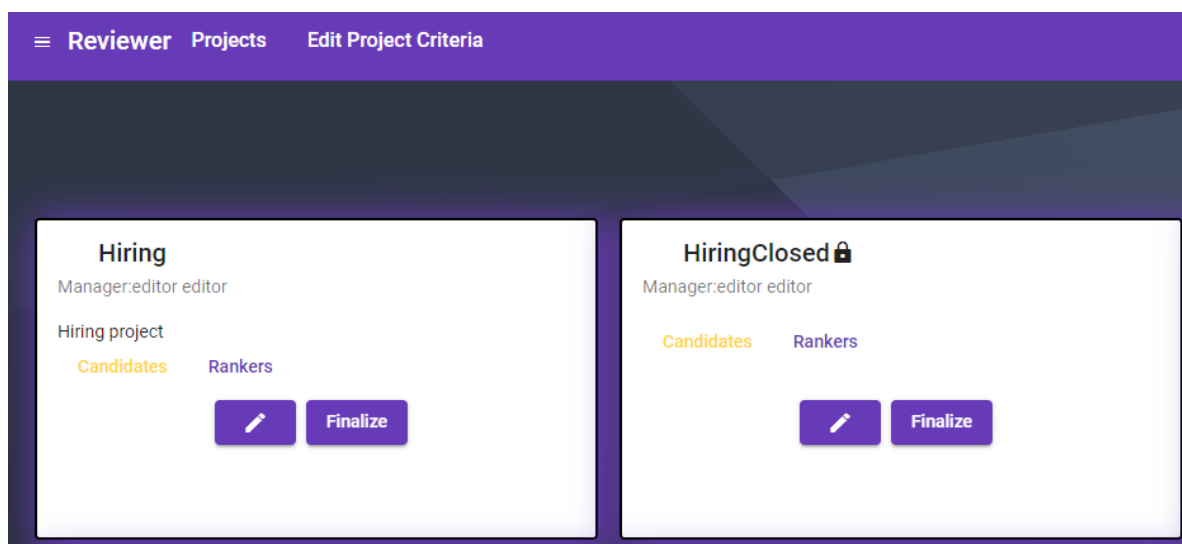 Reviewer Projects Edit Project Criteria
Hiring
Manager:editor editor
Hiring project
Candidates Rankers
Finalize
HiringClosed
Manager:editor editor
Candidates Rankers
Finalize